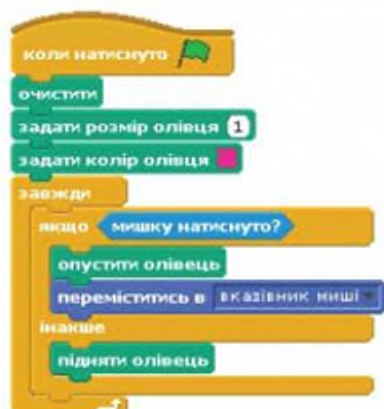 коли натиснуто
очистити
задати розмір олівця 1
задати колір олівця
завжди
якщо мишку натиснуто?
опустити олівець
переміститись в вказівник миші
інакше
підняти олівець